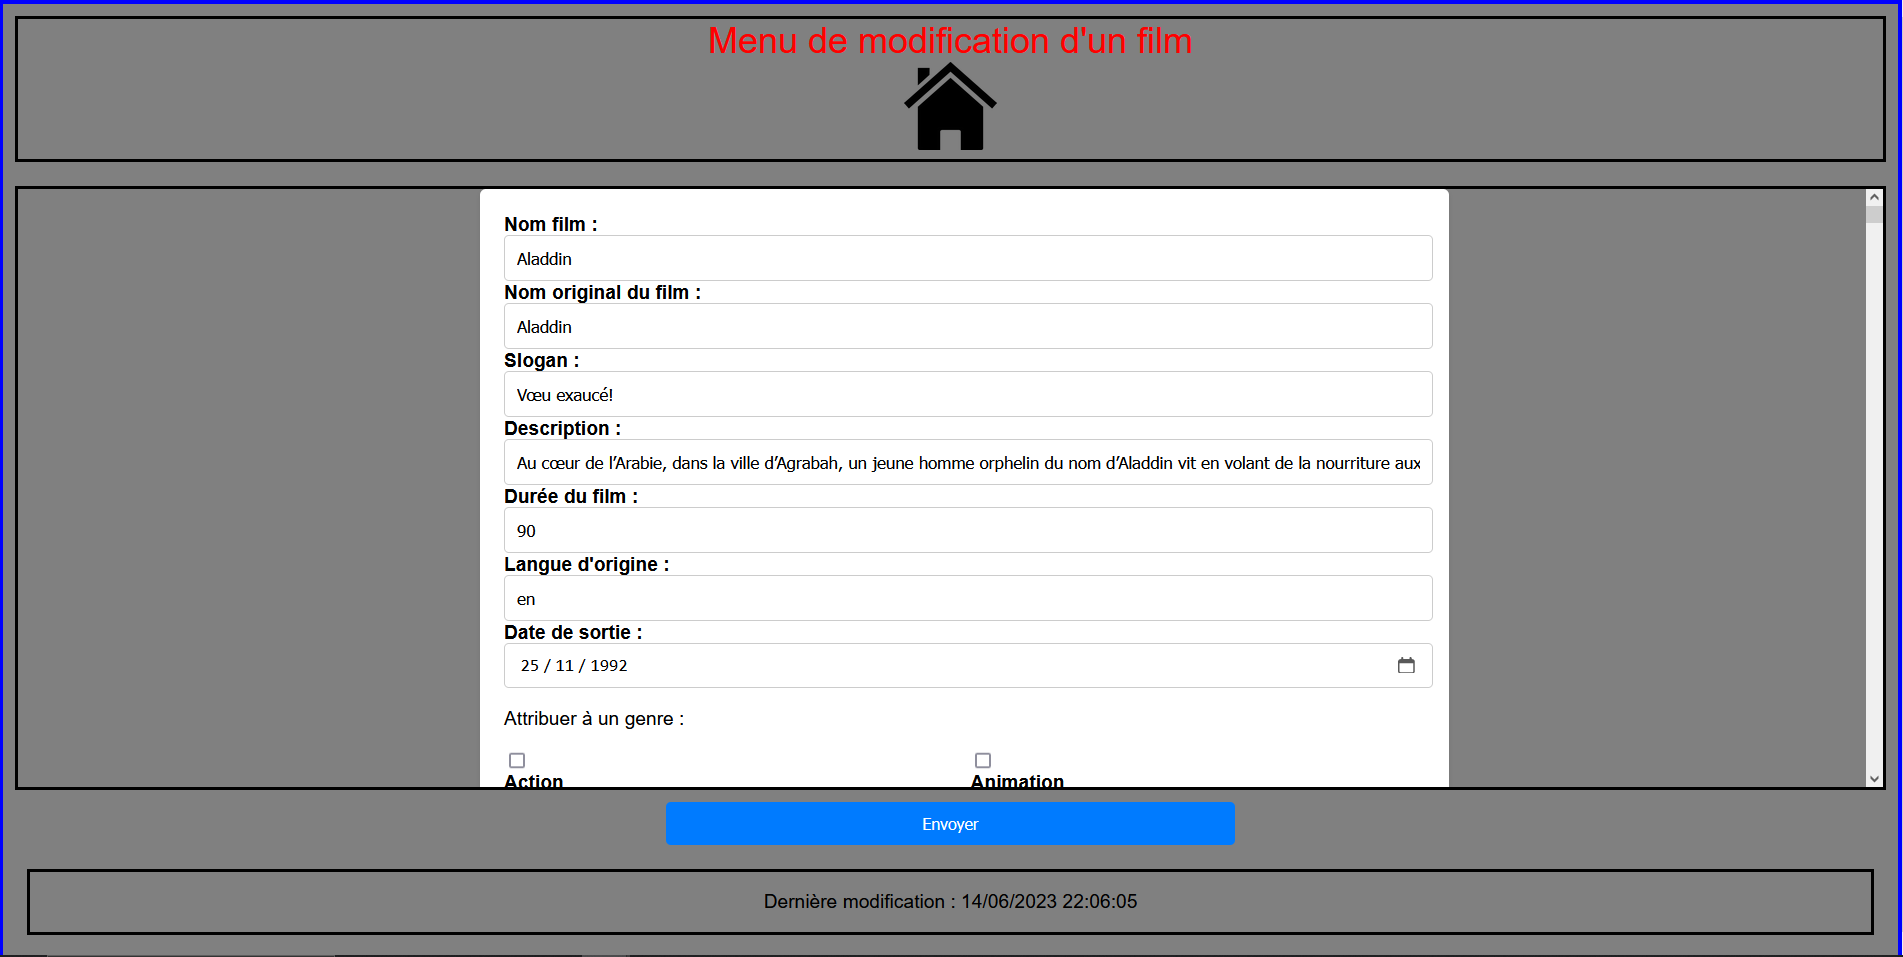 Menu de modification d'un film
Nom film :
Aladdin
Nom original du film :
Aladdin
Slogan :
Vœu exaucé!
Description :
Au cœur de l’Arabie, dans la ville d’Agrabah, un jeune homme orphelin du nom d’Aladdin vit en volant de la nourriture aux
Durée du film :
90
Langue d'origine :
en
Date de sortie :
25 / 11 / 1992
Attribuer à un genre :
Action Animation
Envoyer
Dernière modification : 14/06/2023 22:06:05